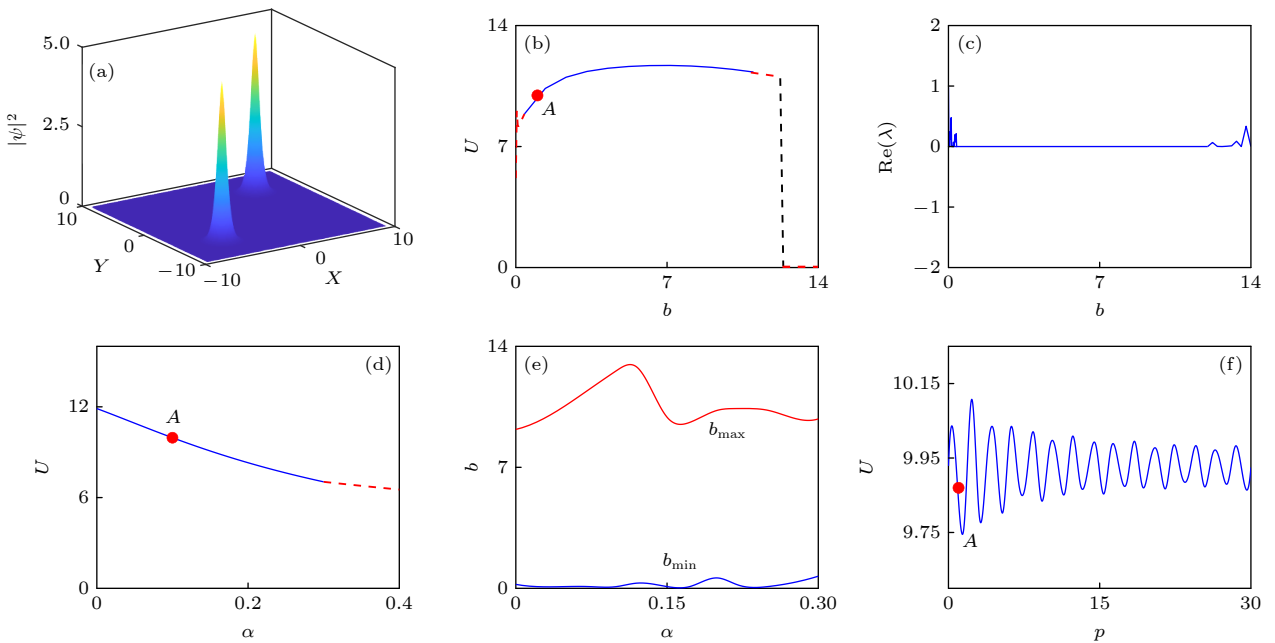 (a)
5.0
2.5
0
|ψ|²
10
0
−10
Y
−10
0
10
X
(b)
14
7
0
U
A
0
7
14
b
(c)
2
1
0
−1
−2
Re(λ)
0
7
14
b
(d)
12
6
0
U
A
0
0.2
0.4
α
(e)
14
7
0
b
b_max
b_min
0
0.15
0.30
α
(f)
10.15
9.95
9.75
U
A
0
15
30
p